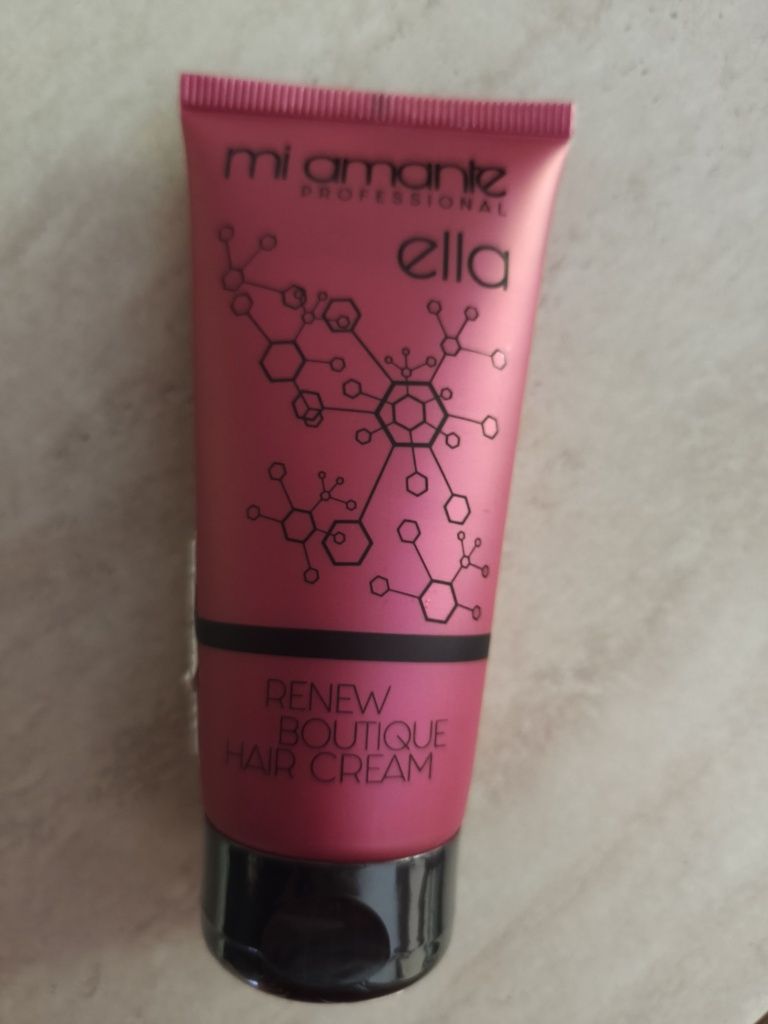 mi amante
PROFESSIONAL
ella
RENEW
BOUTIQUE
HAIR CREAM